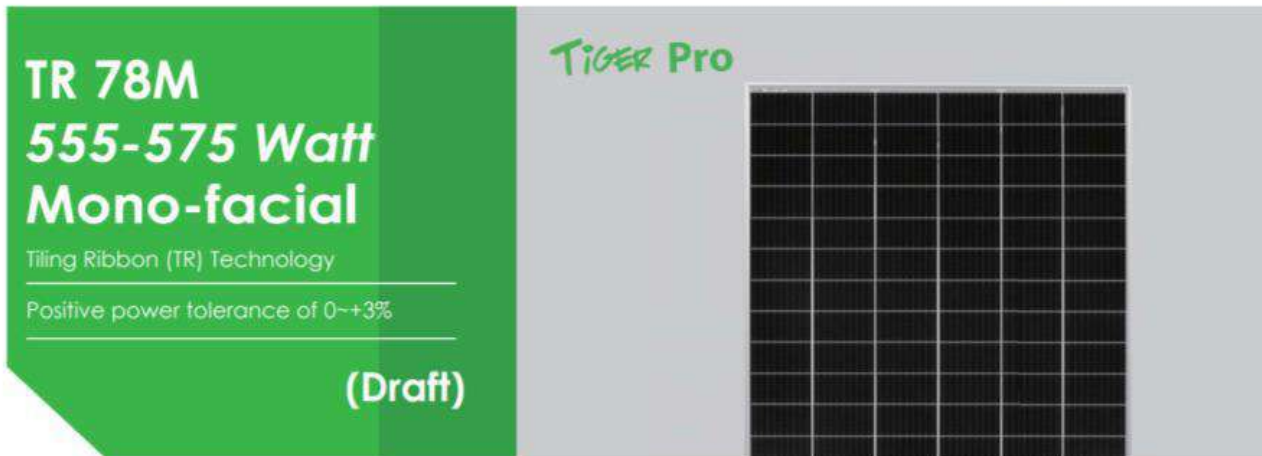 TR 78M
555-575 Watt
Mono-facial
Tiling Ribbon (TR) Technology
Positive power tolerance of 0~+3%
(Draft)
TIGER Pro